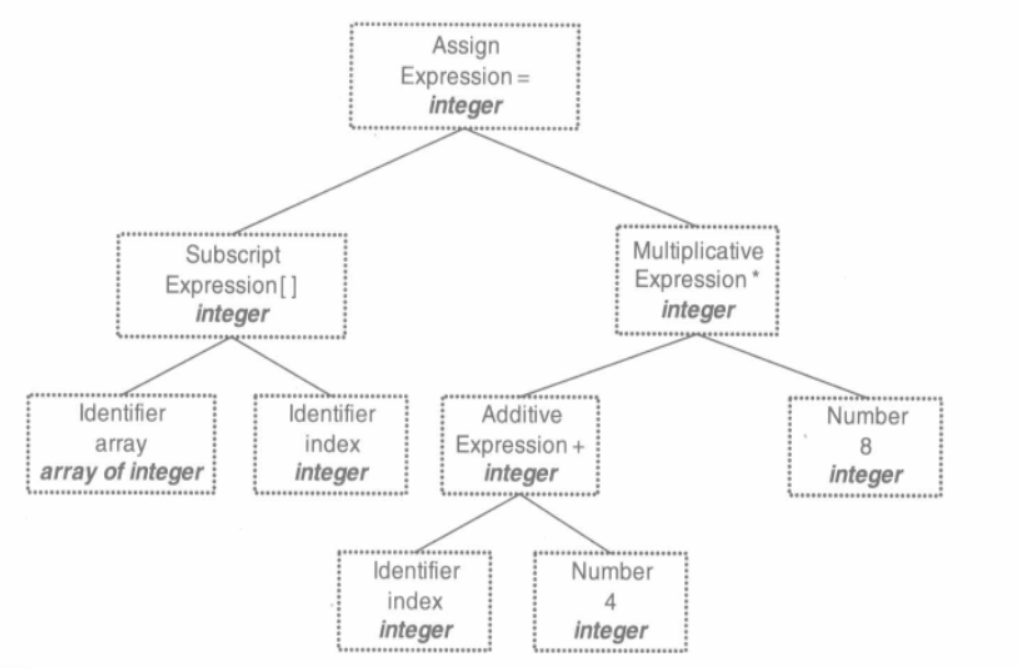 Assign
Expression =
integer
Subscript
Expression [ ]
integer
Multiplicative
Expression *
integer
Identifier
array
array of integer
Identifier
index
integer
Additive
Expression +
integer
Number
8
integer
Identifier
index
integer
Number
4
integer